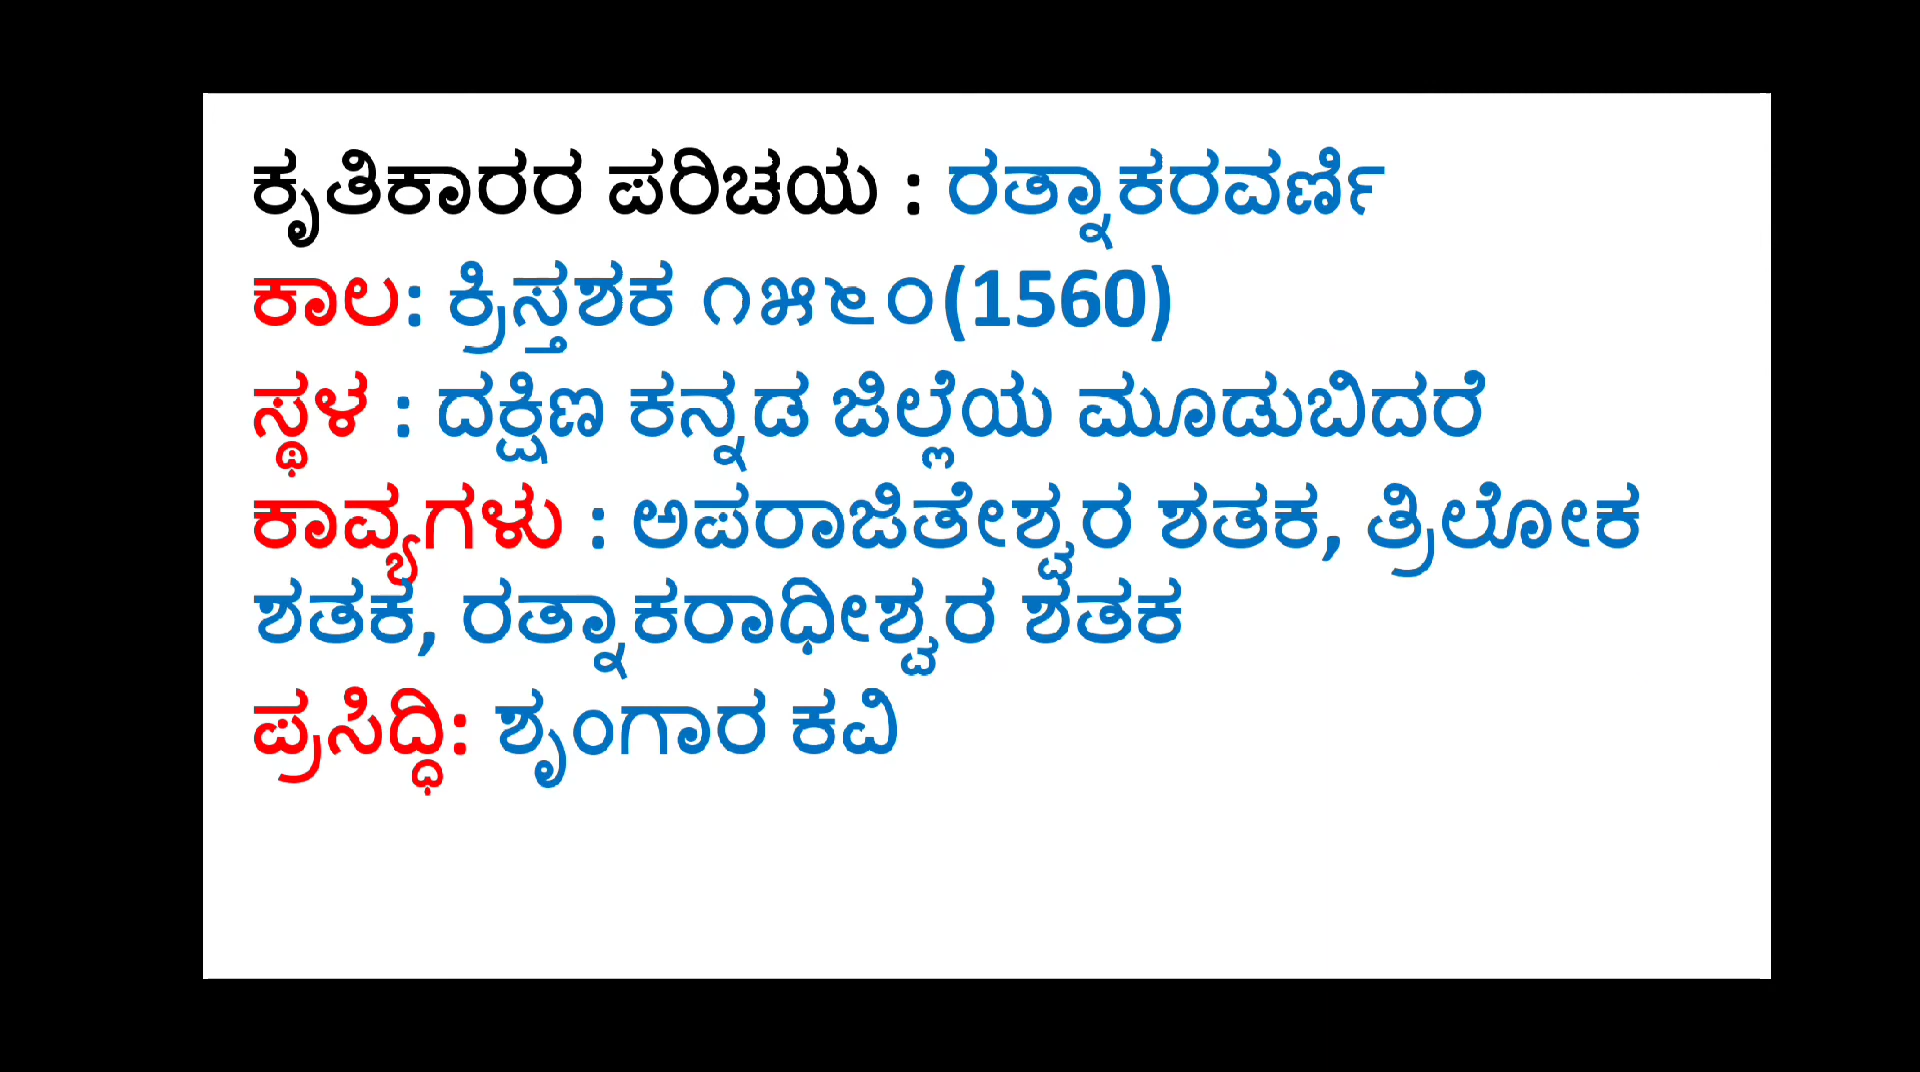 ಕೃತಿಕಾರರ ಪರಿಚಯ : ರತ್ನಾಕರವರ್ಣಿ
ಕಾಲ: ಕ್ರಿಸ್ತಶಕ ೧೫೬೦(1560)
ಸ್ಥಳ : ದಕ್ಷಿಣ ಕನ್ನಡ ಜಿಲ್ಲೆಯ ಮೂಡುಬಿದರೆ
ಕಾವ್ಯಗಳು : ಅಪರಾಜಿತೇಶ್ವರ ಶತಕ, ತ್ರಿಲೋಕ
ಶತಕ, ರತ್ನಾಕರಾಧೀಶ್ವರ ಶತಕ
ಪ್ರಸಿದ್ಧಿ: ಶೃಂಗಾರ ಕವಿ